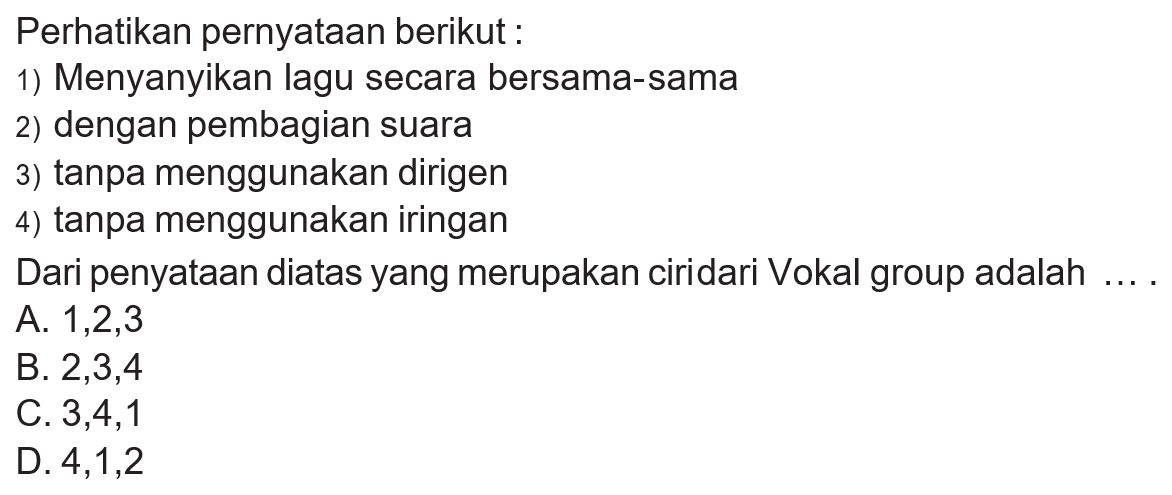 Perhatikan pernyataan berikut :
1) Menyanyikan lagu secara bersama-sama
2) dengan pembagian suara
3) tanpa menggunakan dirigen
4) tanpa menggunakan iringan
Dari penyataan diatas yang merupakan ciridari Vokal group adalah ... .
A. 1,2,3
B. 2,3,4
C. 3,4,1
D. 4,1,2